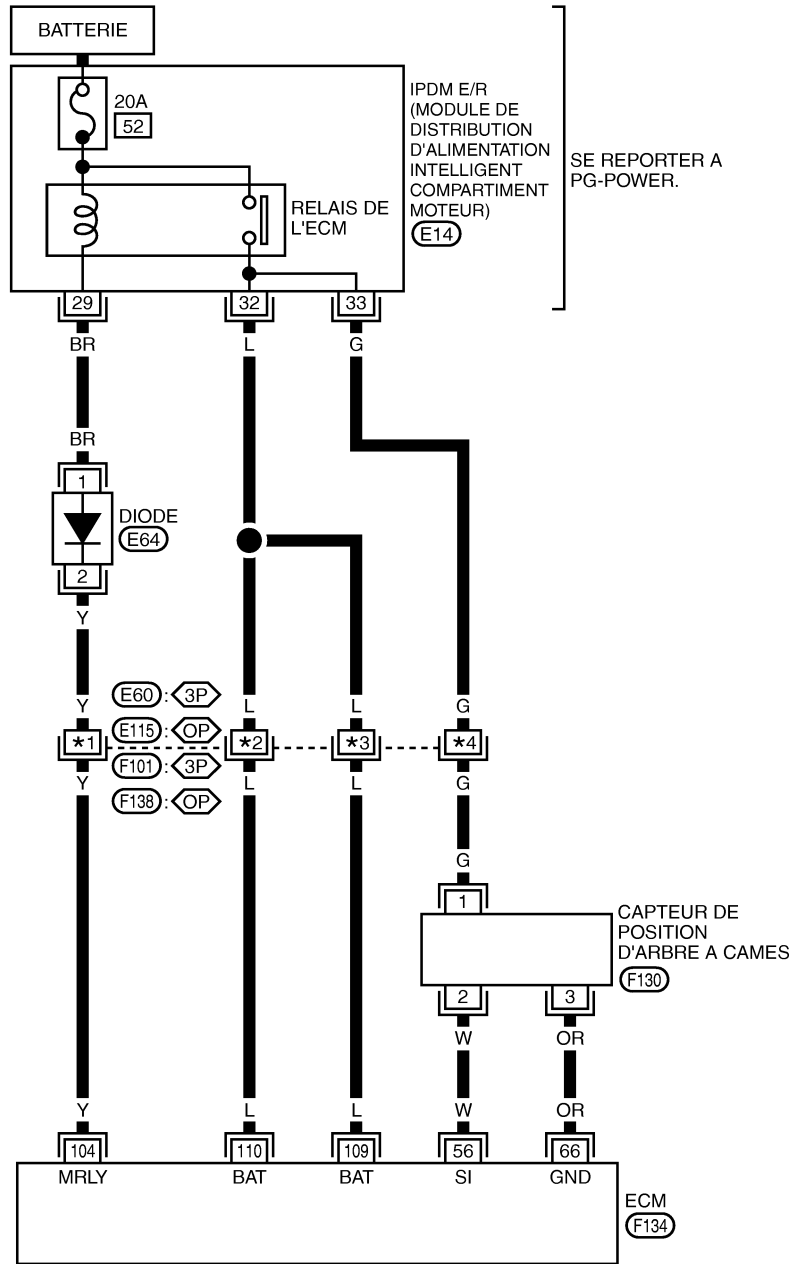 BATTERIE
20A
52
IPDM E/R
(MODULE DE
DISTRIBUTION
D'ALIMENTATION
INTELLIGENT
COMPARTIMENT
MOTEUR)
E14
SE REPORTER A
PG-POWER.
RELAIS DE
L'ECM
29
32
33
BR
L
G
BR
1
DIODE
E64
2
Y
Y
E60 : 3P
L
L
G
E115 : OP
*1
*2
*3
*4
F101 : 3P
Y
L
L
G
F138 : OP
G
1
CAPTEUR DE
POSITION
D'ARBRE A CAMES
F130
2
3
W
OR
Y
L
L
W
OR
104
110
109
56
66
MRLY
BAT
BAT
SI
GND
ECM
F134